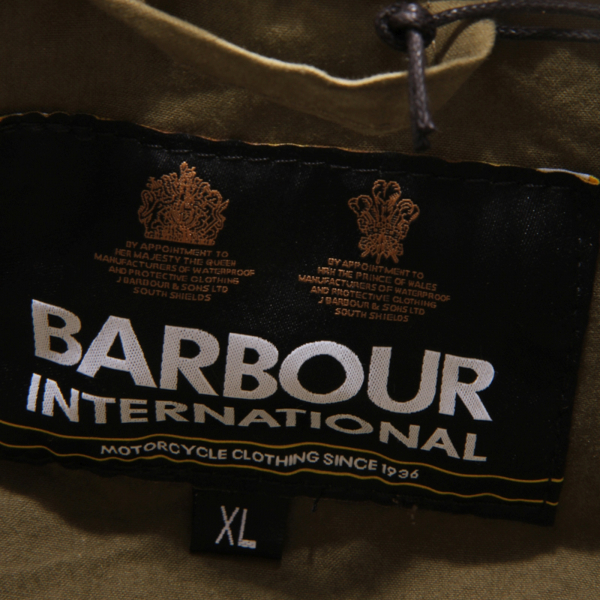 BY APPOINTMENT TO
HER MAJESTY THE QUEEN
MANUFACTURERS OF WATERPROOF
AND PROTECTIVE CLOTHING
J BARBOUR & SONS LTD
SOUTH SHIELDS
BY APPOINTMENT TO
HRH THE PRINCE OF WALES
MANUFACTURERS OF WATERPROOF
AND PROTECTIVE CLOTHING
J BARBOUR & SONS LTD
SOUTH SHIELDS
BARBOUR
INTERNATIONAL
MOTORCYCLE CLOTHING SINCE 1936
XL